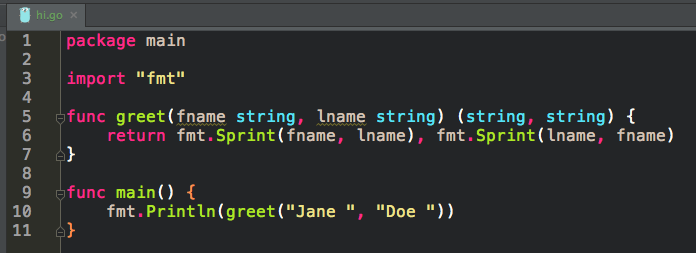 hi.go ×
1 package main
2
3 import "fmt"
4
5 func greet(fname string, lname string) (string, string) {
6     return fmt.Sprint(fname, lname), fmt.Sprint(lname, fname)
7 }
8
9 func main() {
10     fmt.Println(greet("Jane ", "Doe "))
11 }